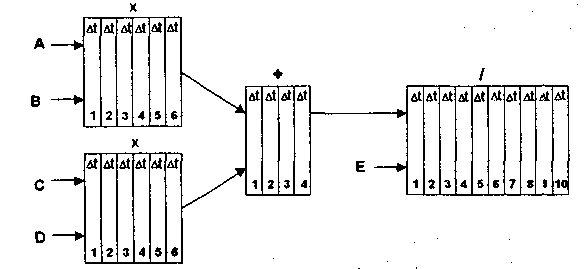 x
Δt Δt Δt Δt Δt Δt
A
B
1 2 3 4 5 6
+
Δt Δt Δt Δt
1 2 3 4
/
Δt Δt Δt Δt Δt Δt Δt Δt Δt Δt
E
1 2 3 4 5 6 7 8 9 10
x
Δt Δt Δt Δt Δt Δt
C
D
1 2 3 4 5 6